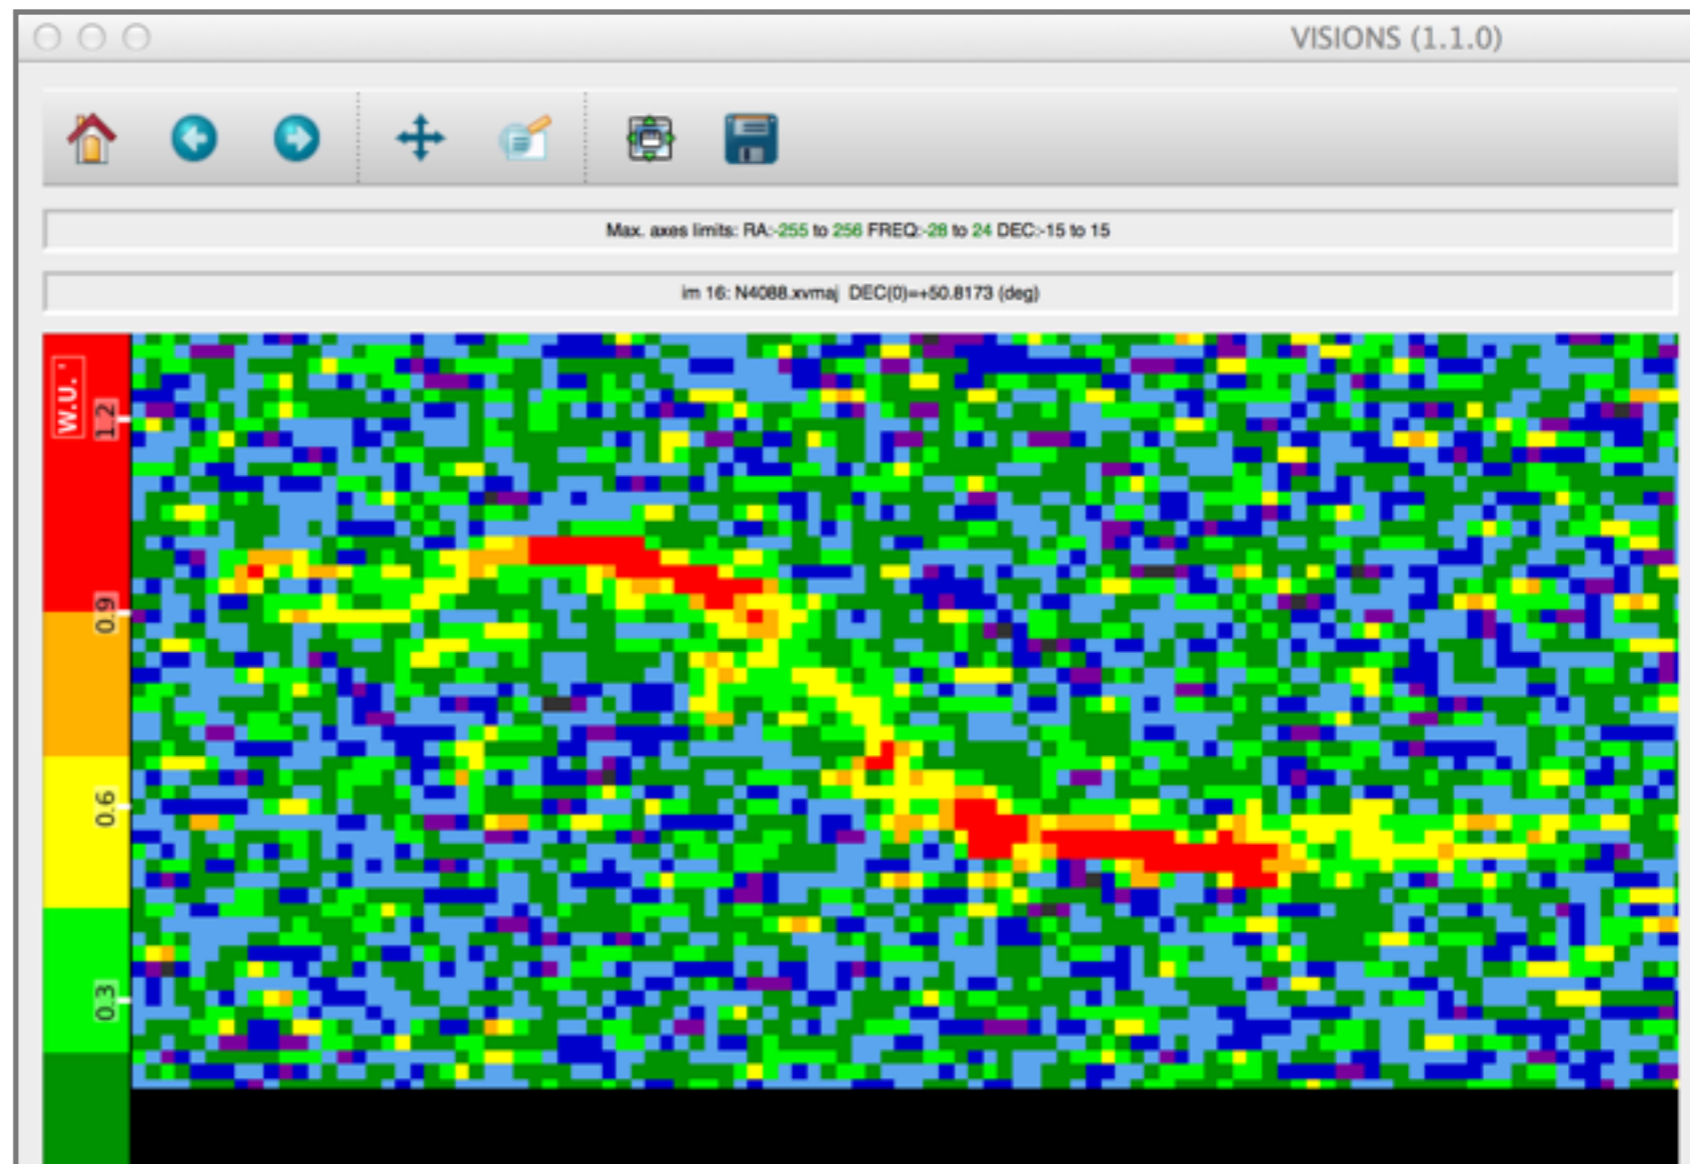 VISIONS (1.1.0)
Max. axes limits: RA:-255 to 256 FREQ:-28 to 24 DEC:-15 to 15
im 16: N4088.xvmaj DEC(0)=+50.8173 (deg)
W.U. '
1.2
0.9
0.6
0.3